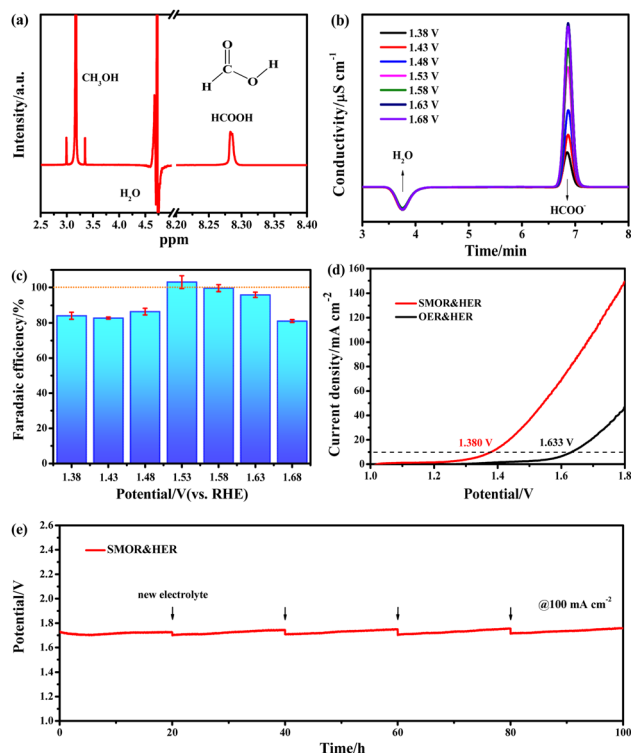 (a)
Intensity/a.u.
CH3OH
H2O
HCOOH
O
H C H
O
2.5 3.0 3.5 4.0 4.5 8.20 8.25 8.30 8.35 8.40
ppm
(b)
Conductivity/μS cm-1
1.38 V
1.43 V
1.48 V
1.53 V
1.58 V
1.63 V
1.68 V
H2O
HCOO-
3 4 5 6 7 8
Time/min
(c)
Faradaic efficiency/%
100
80
60
40
20
0
1.38 1.43 1.48 1.53 1.58 1.63 1.68
Potential/V(vs. RHE)
(d)
Current density/mA cm-2
160
140
120
100
80
60
40
20
0
SMOR&HER
OER&HER
1.380 V 1.633 V
1.0 1.2 1.4 1.6 1.8
Potential/V
(e)
Potential/V
2.6
2.4
2.2
2.0
1.8
1.6
1.4
1.2
1.0
SMOR&HER
new electrolyte
@100 mA cm-2
0 20 40 60 80 100
Time/h